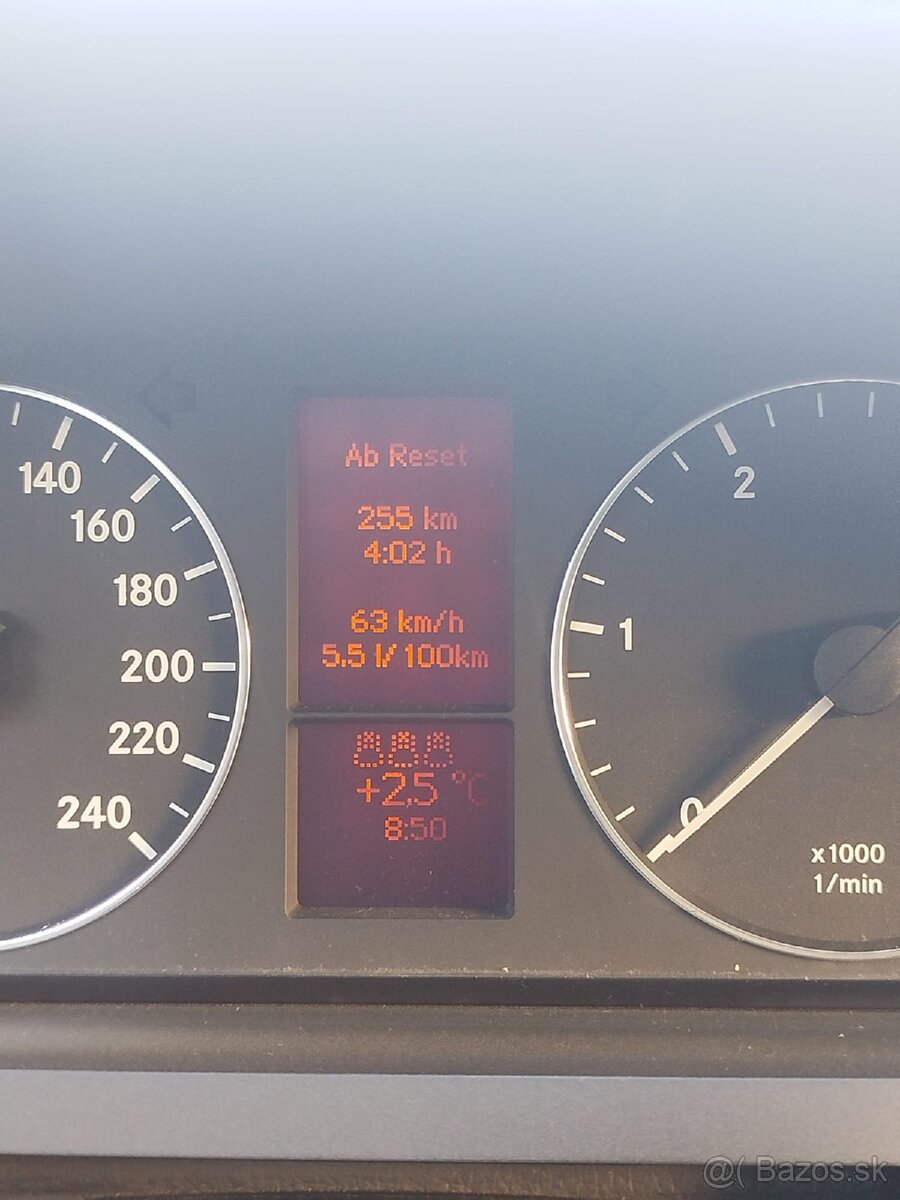 140
160
180
200
220
240
Ab Reset
255 km
4:02 h
63 km/h
5.5 l/100km
+2,5 °C
8:50
2
1
0
x1000
1/min
@( Bazos.sk